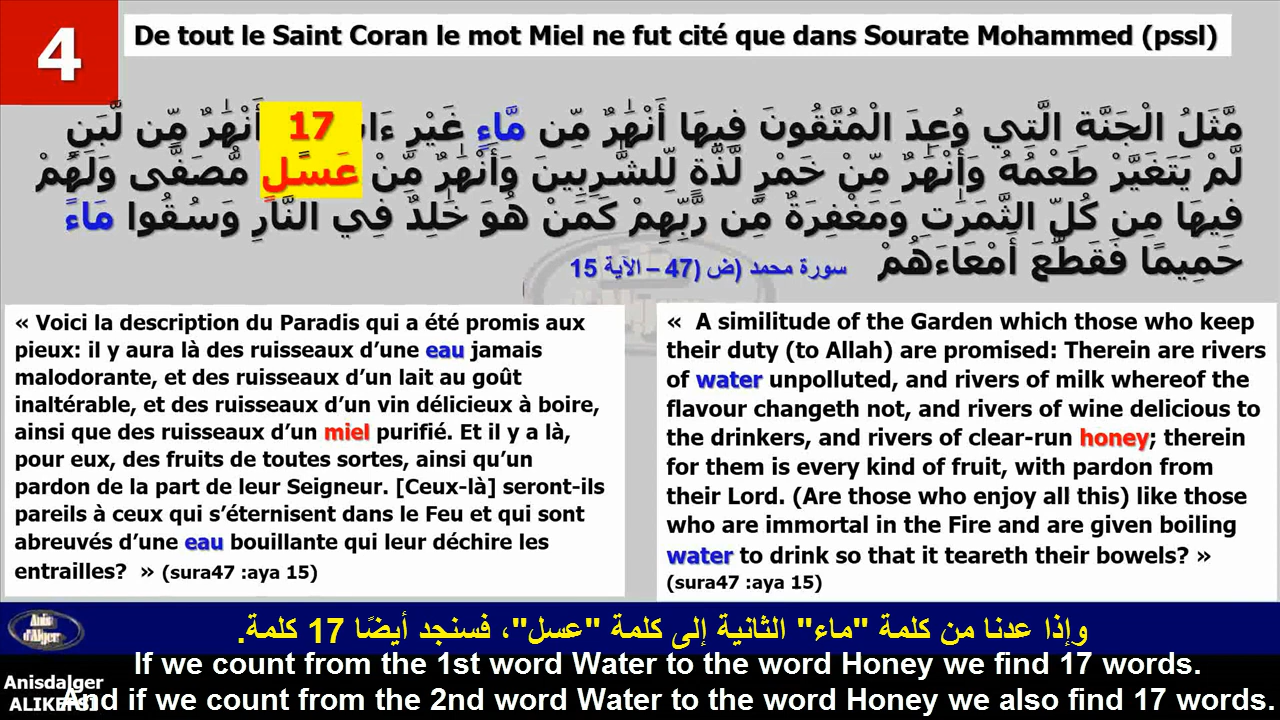 4
De tout le Saint Coran le mot Miel ne fut cité que dans Sourate Mohammed (pssl)
مَّثَلُ الْجَنَّةِ الَّتِي وُعِدَ الْمُتَّقُونَ فِيهَا أَنْهَٰرٌ مِّن مَّاءٍ غَيْرِ أَنْهَٰرٌ مِّن لَّبَنٍ
17
لَّمْ يَتَغَيَّرْ طَعْمُهُ وَأَنْهَٰرٌ مِّنْ خَمْرٍ لَّذَّةٍ لِّلشَّٰرِبِينَ وَأَنْهَٰرٌ مِّنْ عَسَلٍ مُّصَفًّى وَلَهُمْ
فِيهَا مِن كُلِّ الثَّمَرَٰتِ وَمَغْفِرَةٌ مِّن رَّبِّهِمْ كَمَنْ هُوَ خَٰلِدٌ فِي النَّارِ وَسُقُوا مَاءً
حَمِيمًا فَقَطَّعَ أَمْعَاءَهُمْ سورة محمد (ض 47) – الآية 15
« Voici la description du Paradis qui a été promis aux
pieux: il y aura là des ruisseaux d’une eau jamais
malodorante, et des ruisseaux d’un lait au goût
inaltérable, et des ruisseaux d’un vin délicieux à boire,
ainsi que des ruisseaux d’un miel purifié. Et il y a là,
pour eux, des fruits de toutes sortes, ainsi qu’un
pardon de la part de leur Seigneur. [Ceux-là] seront-ils
pareils à ceux qui s’éternisent dans le Feu et qui sont
abreuvés d’une eau bouillante qui leur déchire les
entrailles? » (sura47 :aya 15)
« A similitude of the Garden which those who keep
their duty (to Allah) are promised: Therein are rivers
of water unpolluted, and rivers of milk whereof the
flavour changeth not, and rivers of wine delicious to
the drinkers, and rivers of clear-run honey; therein
for them is every kind of fruit, with pardon from
their Lord. (Are those who enjoy all this) like those
who are immortal in the Fire and are given boiling
water to drink so that it teareth their bowels? »
(sura47 :aya 15)
Anis
d'Alger
وإذا عدنا من كلمة "ماء" الثانية إلى كلمة "عسل"، فسنجد أيضًا 17 كلمة.
If we count from the 1st word Water to the word Honey we find 17 words.
And if we count from the 2nd word Water to the word Honey we also find 17 words.
Anisdalger